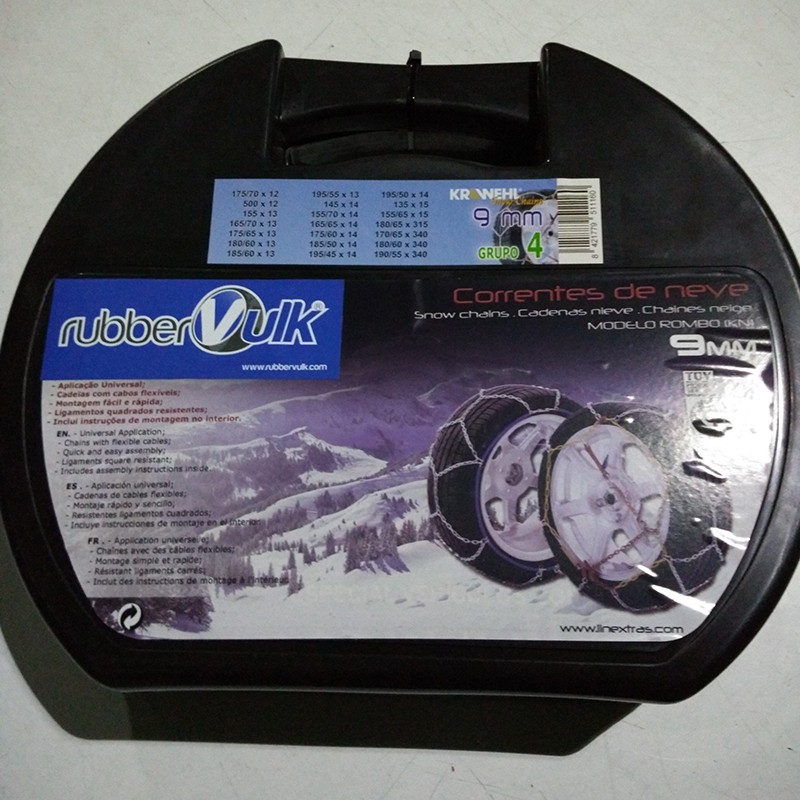 175/70 x 12 195/55 x 13 195/50 x 14
500 x 12 145 x 14 135 x 15
155 x 13 155/70 x 14 155/65 x 15
165/70 x 13 165/65 x 14 180/65 x 315
175/65 x 13 175/60 x 14 170/65 x 340
180/60 x 13 185/50 x 14 180/60 x 340
185/60 x 13 195/45 x 14 190/55 x 340
KROWEHL
Snow Chains
9 mm
GRUPO 4
8 421779 511160
rubberVulk®
www.rubbervulk.com
Correntes de neve
Snow chains . Cadenas nieve . Chaines neige
MODELO ROMBO (KN)
9MM
TUV
- Aplicação Universal;
- Cadeias com cabos flexíveis;
- Montagem fácil e rápida;
- Ligamentos quadrados resistentes;
- Inclui instruções de montagem no interior.
EN. - Universal Application;
- Chains with flexible cables;
- Quick and easy assembly;
- Ligaments square resistant;
- Includes assembly instructions inside
ES . - Aplicación universal;
- Cadenas de cables flexibles;
- Montaje rápido y sencillo;
- Resistentes ligamentos cuadrados;
- Incluye instrucciones de montaje en el interior
FR . - Application universelle;
- Chaînes avec des câbles flexibles;
- Montage simple et rapide;
- Résistant ligaments carrés;
- Inclut des instructions de montage à l'intérieur
www.linextras.com